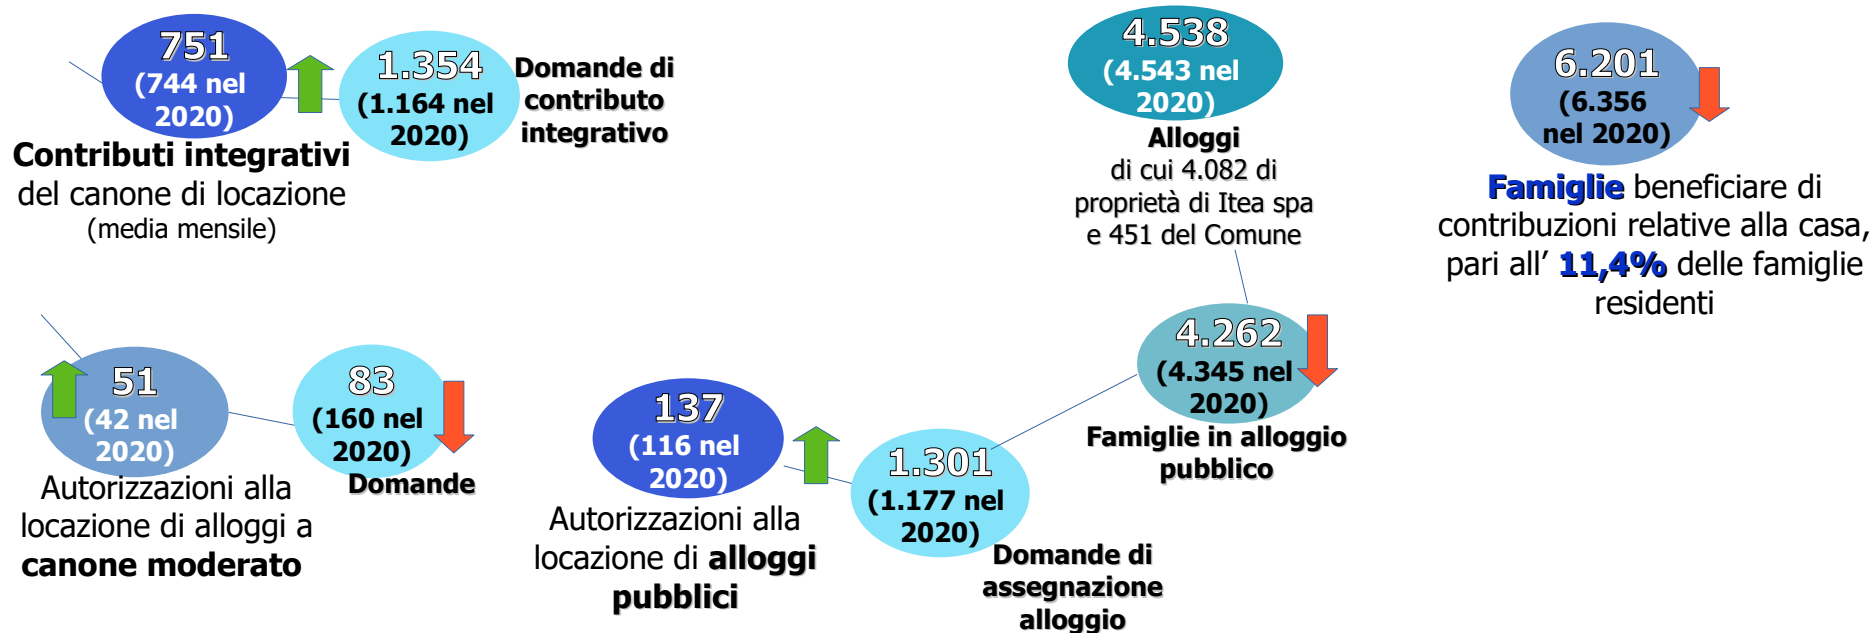 751
(744 nel
2020)
Contributi integrativi
del canone di locazione
(media mensile)
1.354
(1.164 nel
2020)
Domande di
contributo
integrativo
4.538
(4.543 nel
2020)
Alloggi
di cui 4.082 di
proprietà di Itea spa
e 451 del Comune
6.201
(6.356
nel 2020)
Famiglie beneficiare di
contribuzioni relative alla casa,
pari all’ 11,4% delle famiglie
residenti
51
(42 nel
2020)
Autorizzazioni alla
locazione di alloggi a
canone moderato
83
(160 nel
2020)
Domande
137
(116 nel
2020)
Autorizzazioni alla
locazione di alloggi
pubblici
1.301
(1.177 nel
2020)
Domande di
assegnazione
alloggio
4.262
(4.345 nel
2020)
Famiglie in alloggio
pubblico